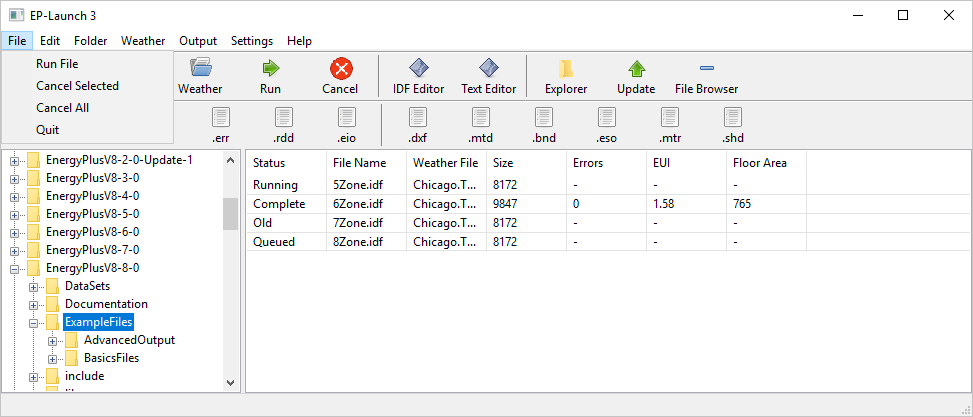 EP-Launch 3
File Edit Folder Weather Output Settings Help
Run File
Cancel Selected
Cancel All
Quit
Weather Run Cancel IDF Editor Text Editor Explorer Update File Browser
.err .rdd .eio .dxf .mtd .bnd .eso .mtr .shd
EnergyPlusV8-2-0-Update-1
EnergyPlusV8-3-0
EnergyPlusV8-4-0
EnergyPlusV8-5-0
EnergyPlusV8-6-0
EnergyPlusV8-7-0
EnergyPlusV8-8-0
DataSets
Documentation
ExampleFiles
AdvancedOutput
BasicsFiles
include
Status File Name Weather File Size Errors EUI Floor Area
Running 5Zone.idf Chicago.T... 8172 - - -
Complete 6Zone.idf Chicago.T... 9847 0 1.58 765
Old 7Zone.idf Chicago.T... 8172 - - -
Queued 8Zone.idf Chicago.T... 8172 - - -